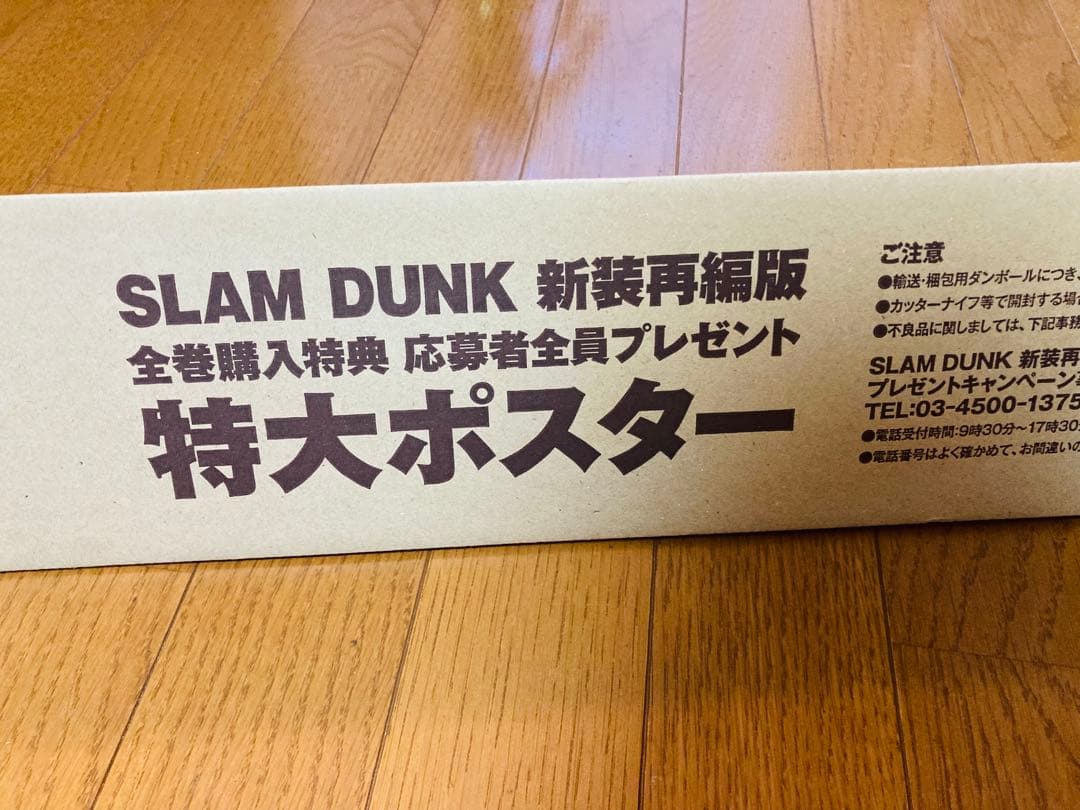 SLAM DUNK 新装再編版
全巻購入特典 応募者全員プレゼント
特大ポスター
ご注意
●輸送・梱包用ダンボールにつき、
●カッターナイフ等で開封する場合
●不良品に関しましては、下記事務
SLAM DUNK 新装再
プレゼントキャンペーン
TEL:03-4500-1375
●電話受付時間:9時30分〜17時30分
●電話番号はよく確かめて、お間違いの